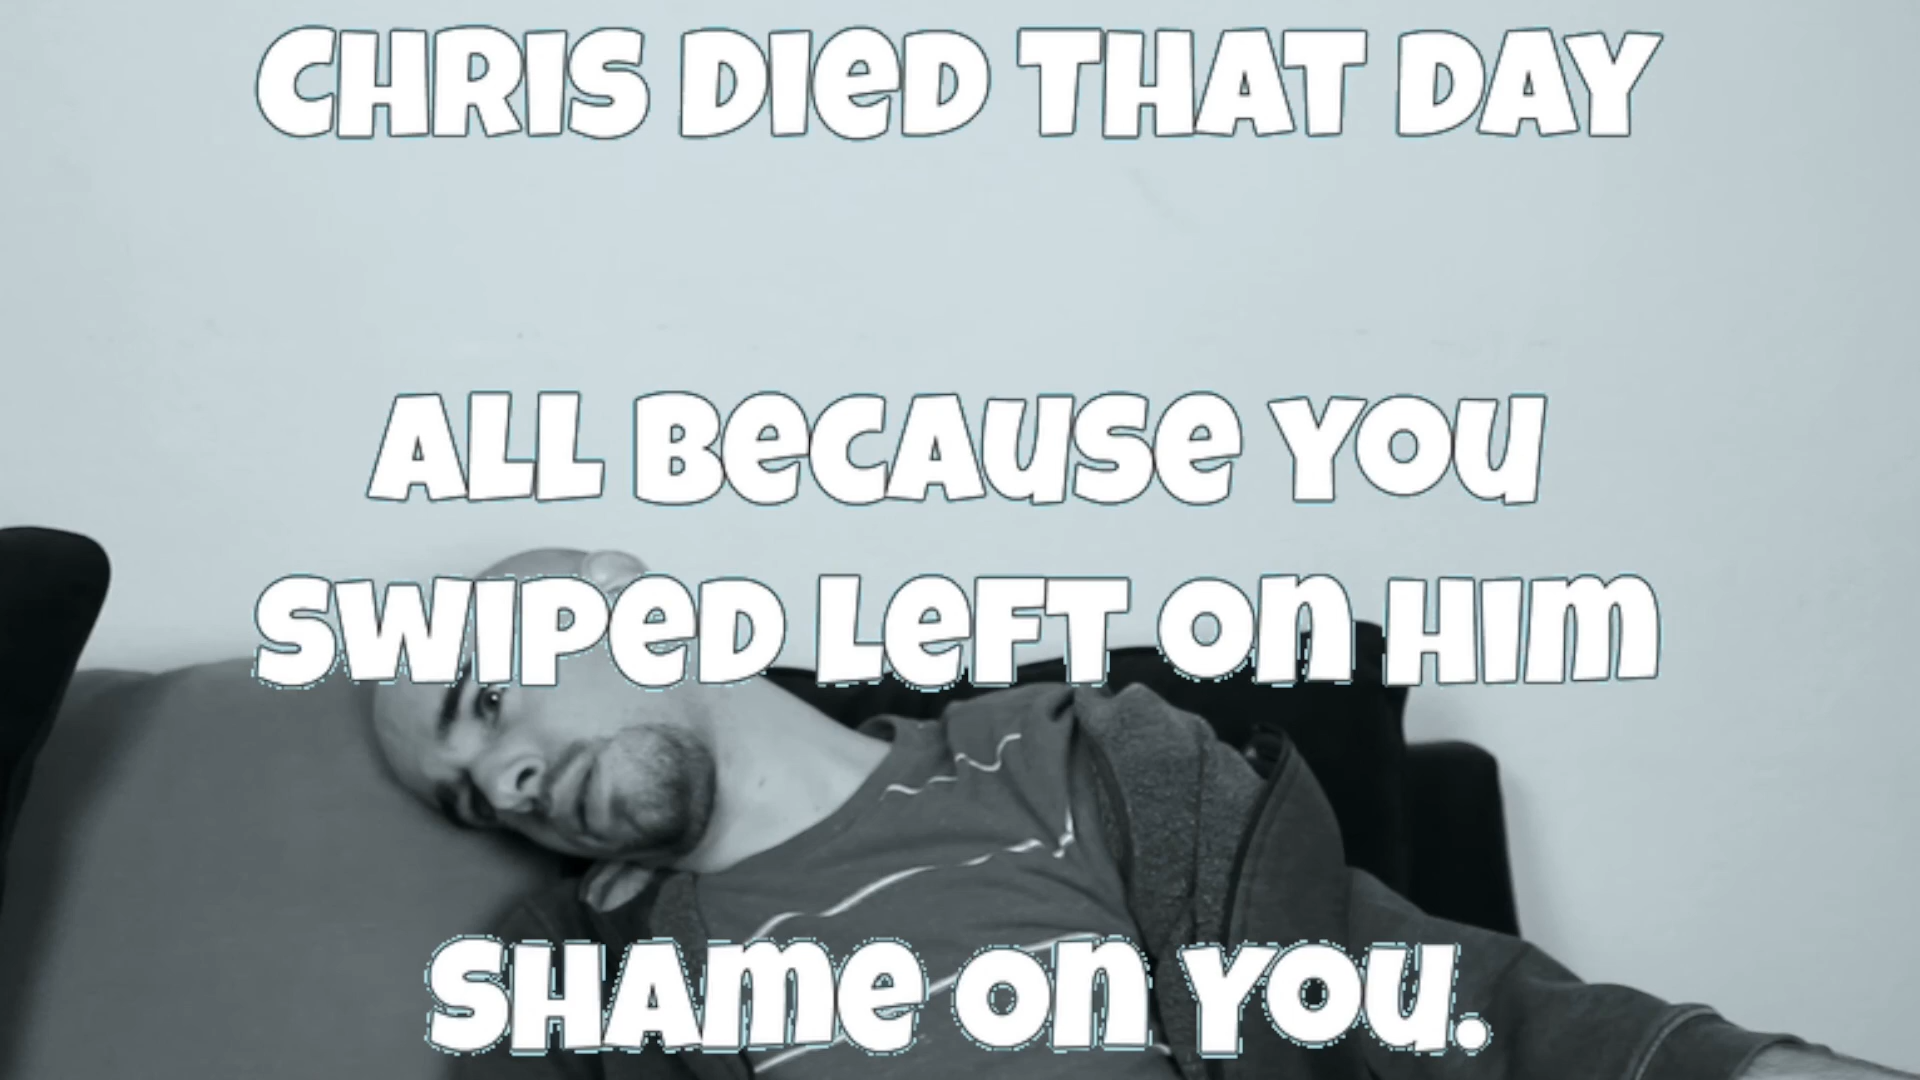 CHRIS DIED THAT DAY
ALL BECAUSE YOU
SWIPED LEFT ON HIM
SHAME ON YOU.